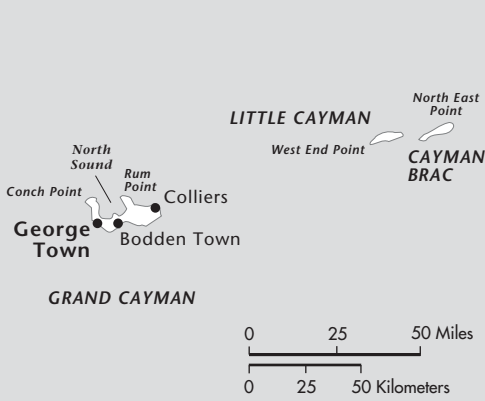 North East
Point
LITTLE CAYMAN
West End Point
CAYMAN
BRAC
North
Sound
Rum
Point
Conch Point
Colliers
George
Town
Bodden Town
GRAND CAYMAN
0 25 50 Miles
0 25 50 Kilometers